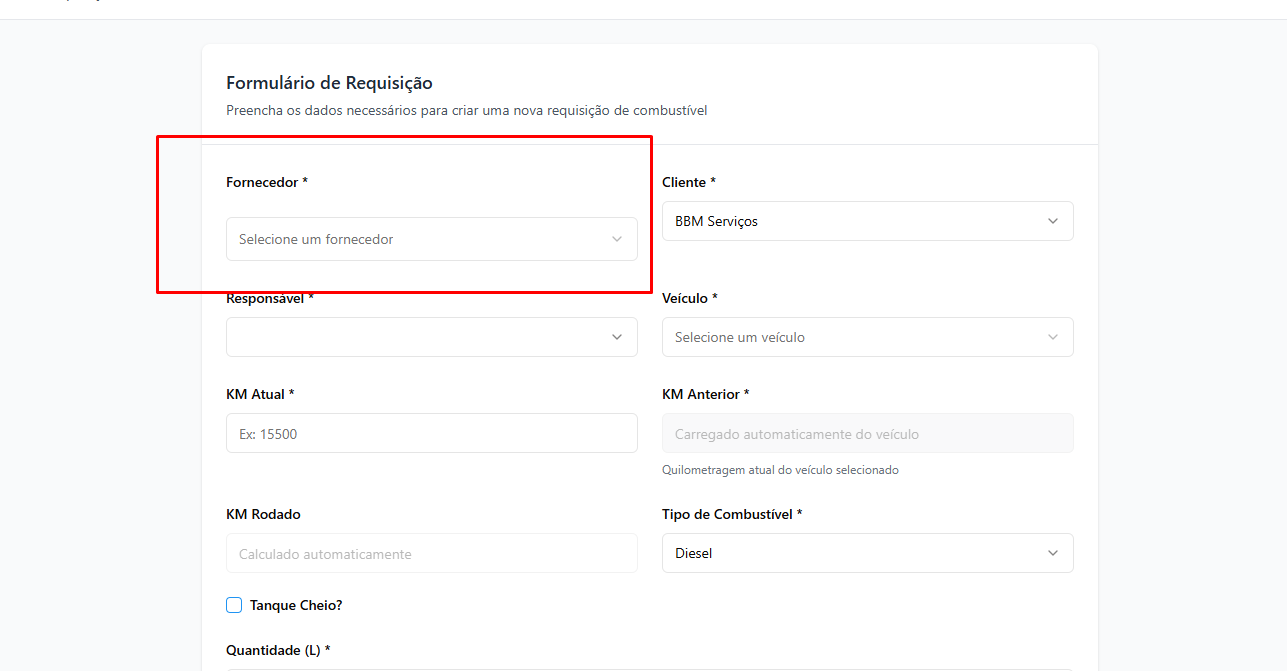 Formulário de Requisição
Preencha os dados necessários para criar uma nova requisição de combustível
Fornecedor *
Cliente *
Selecione um fornecedor
BBM Serviços
Responsável *
Veículo *
Selecione um veículo
KM Atual *
KM Anterior *
Ex: 15500
Carregado automaticamente do veículo
Quilometragem atual do veículo selecionado
KM Rodado
Tipo de Combustível *
Calculado automaticamente
Diesel
Tanque Cheio?
Quantidade (L) *